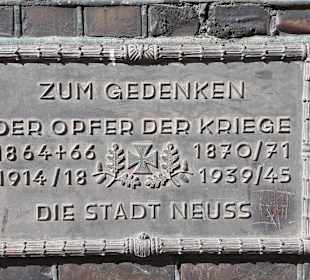 ZUM GEDENKEN
DER OPFER DER KRIEGE
1864+66 1870/71
1914/18 1939/45
DIE STADT NEUSS